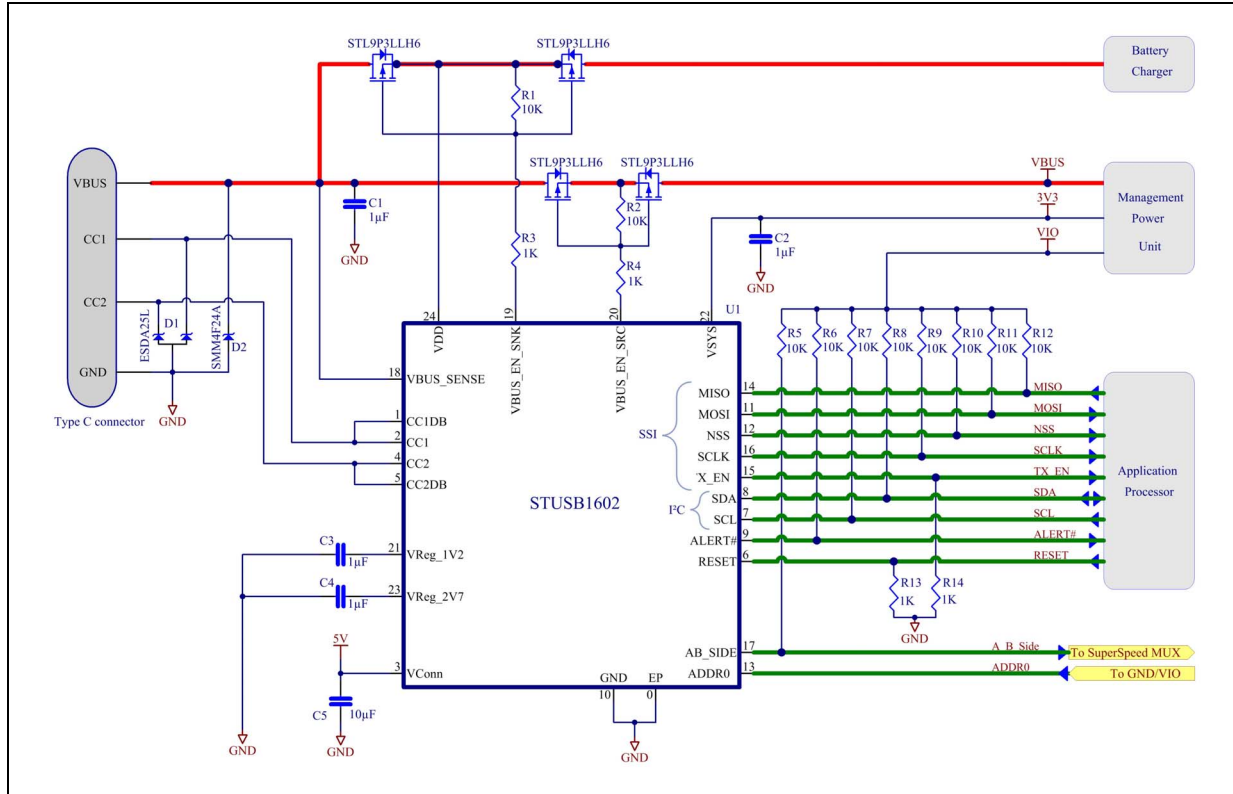 STL9P3LLH6
STL9P3LLH6
Battery
Charger
R1
10K
STL9P3LLH6
STL9P3LLH6
VBUS
VBUS
C1
1µF
GND
R2
10K
3V3
Management
Power
Unit
CC1
R3
1K
R4
1K
C2
1µF
GND
VIO
CC2
ESDA25L
D1
SMM4F24A
D2
GND
GND
Type C connector
U1
24
VDD
19
VBUS_EN_SNK
20
VBUS_EN_SRC
22
VSYS
R5
10K
R6
10K
R7
10K
R8
10K
R9
10K
R10
10K
R11
10K
R12
10K
18
VBUS_SENSE
1
CC1DB
2
CC1
4
CC2
5
CC2DB
21
VReg_1V2
23
VReg_2V7
3
VConn
STUSB1602
SSI
I²C
MISO
14
MISO
MOSI
11
MOSI
NSS
12
NSS
SCLK
16
SCLK
X_EN
15
TX_EN
SDA
8
SDA
SCL
7
SCL
ALERT#
9
ALERT#
RESET
6
RESET
Application
Processor
R13
1K
R14
1K
GND
C3
1µF
C4
1µF
5V
C5
10µF
GND
GND
AB_SIDE
17
A_B_Side
To SuperSpeed MUX
ADDR0
13
ADDR0
To GND/VIO
GND
10
EP
0
GND